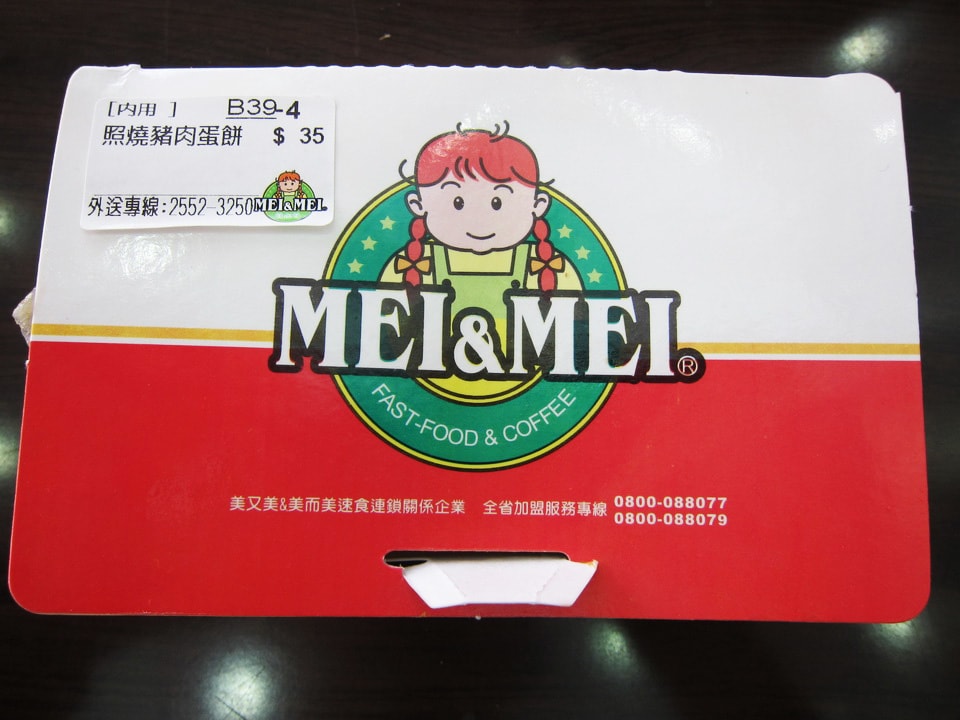 [內用 ] B39-4
照燒豬肉蛋餅 $ 35
外送專線:2552-3250 MEI&MEI
MEI&MEI®
FAST-FOOD & COFFEE
美又美&美而美速食連鎖關係企業 全省加盟服務專線 0800-088077
0800-088079